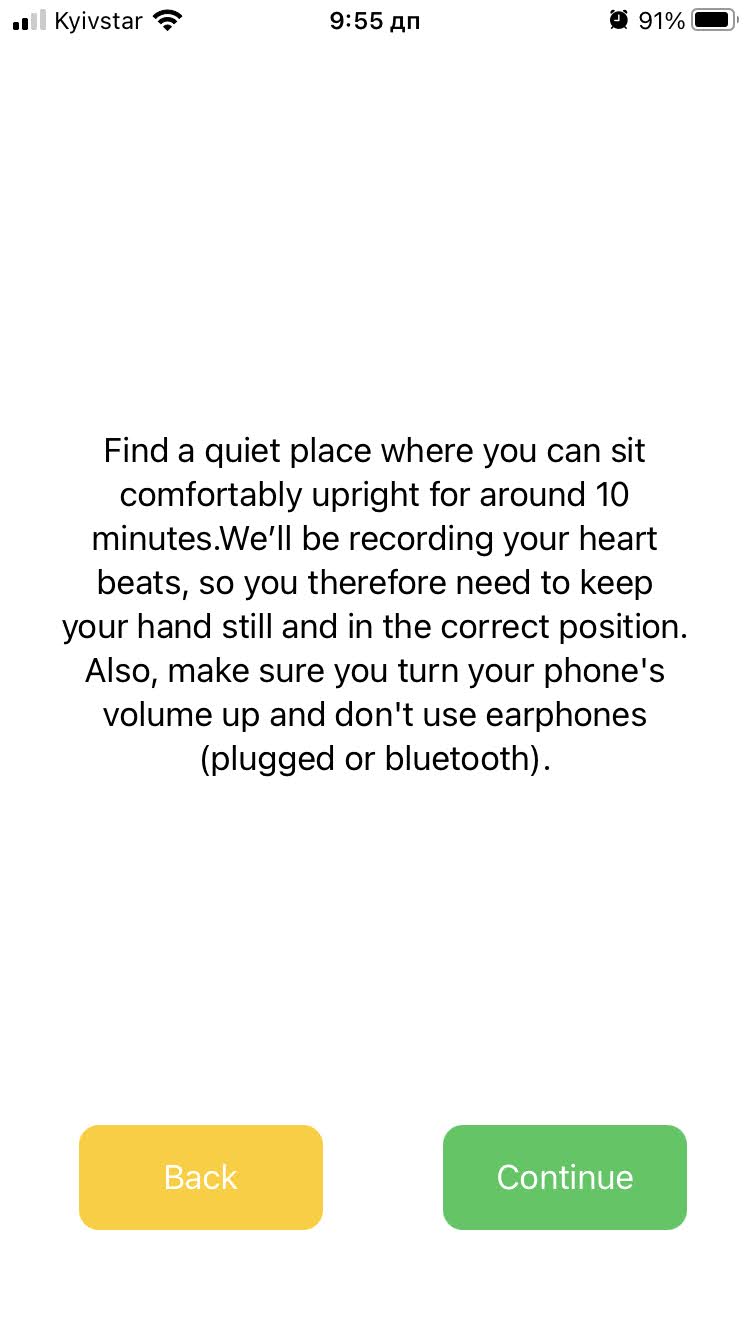 Kyivstar 9:55 дп 91%
Find a quiet place where you can sit
comfortably upright for around 10
minutes.We’ll be recording your heart
beats, so you therefore need to keep
your hand still and in the correct position.
Also, make sure you turn your phone's
volume up and don't use earphones
(plugged or bluetooth).
Back Continue